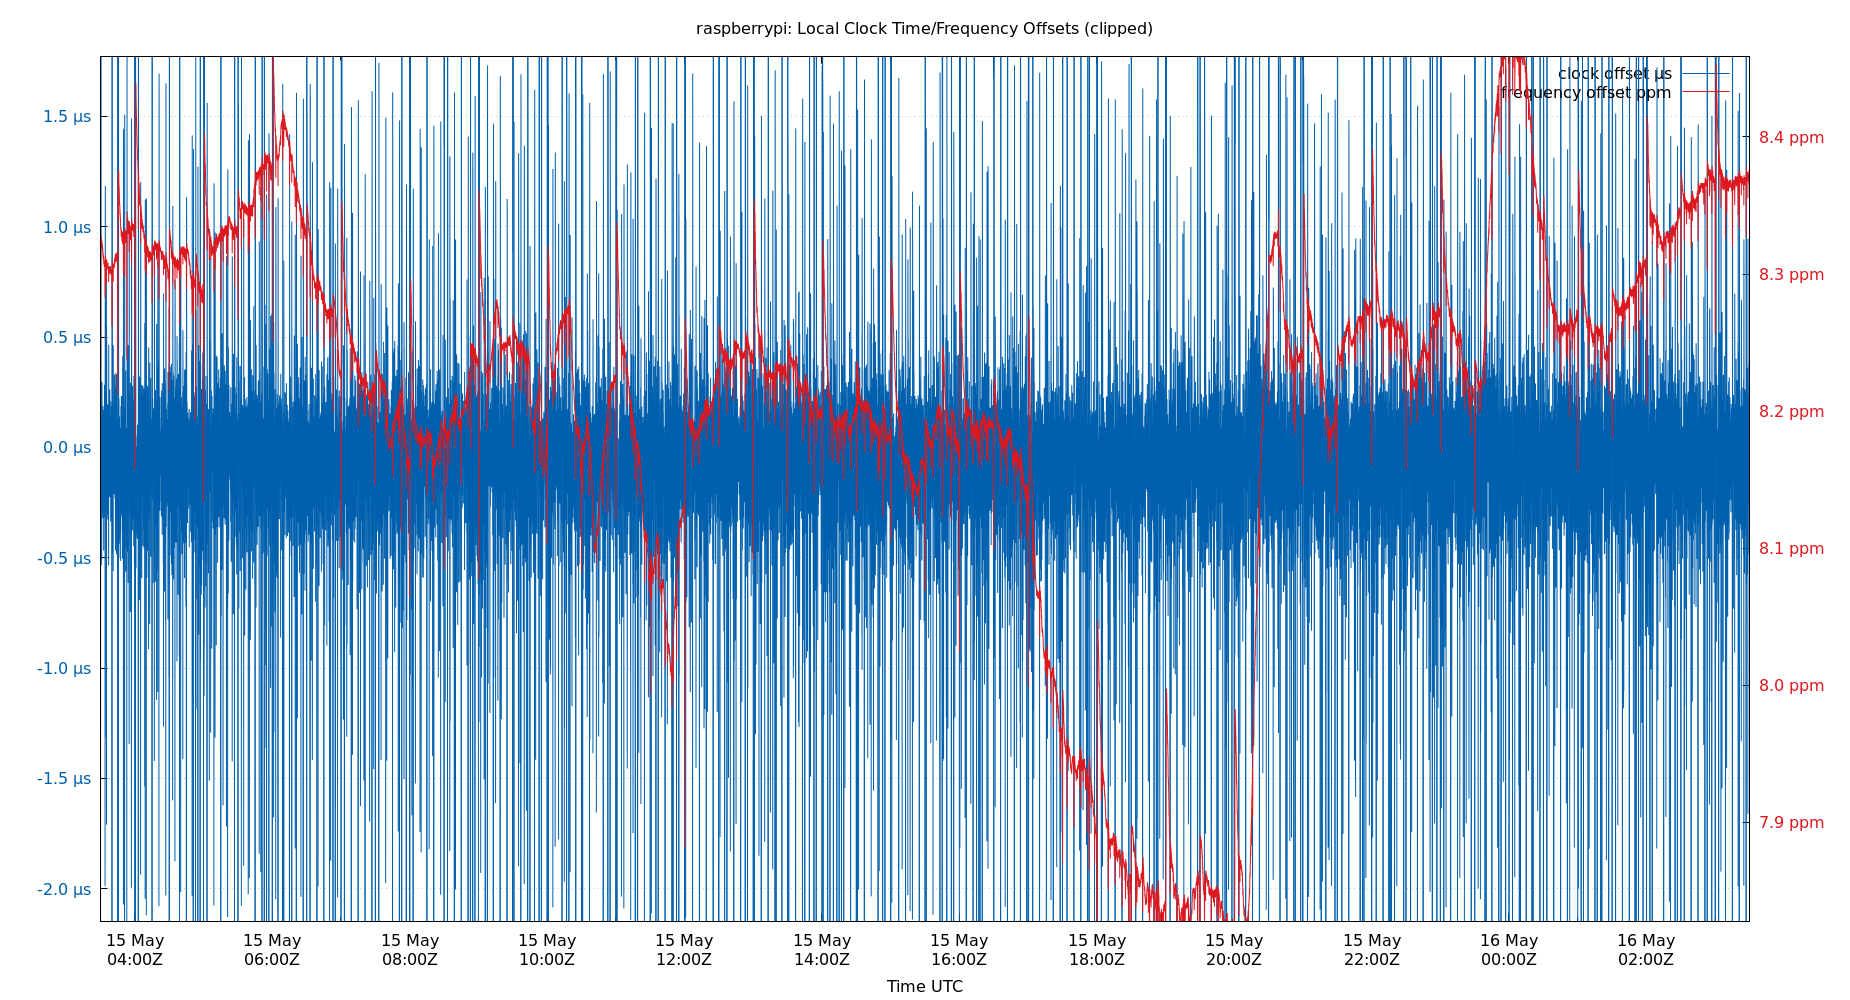 raspberrypi: Local Clock Time/Frequency Offsets (clipped)
clock offset µs
frequency offset ppm
1.5 µs
1.0 µs
0.5 µs
0.0 µs
-0.5 µs
-1.0 µs
-1.5 µs
-2.0 µs
8.4 ppm
8.3 ppm
8.2 ppm
8.1 ppm
8.0 ppm
7.9 ppm
15 May 15 May 15 May 15 May 15 May 15 May 15 May 15 May 15 May 15 May 16 May 16 May
04:00Z 06:00Z 08:00Z 10:00Z 12:00Z 14:00Z 16:00Z 18:00Z 20:00Z 22:00Z 00:00Z 02:00Z
Time UTC